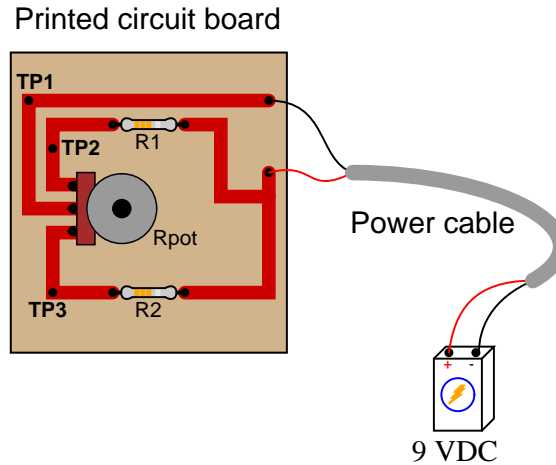 Printed circuit board
TP1
R1
TP2
Rpot
Power cable
TP3
R2
+ -
9 VDC